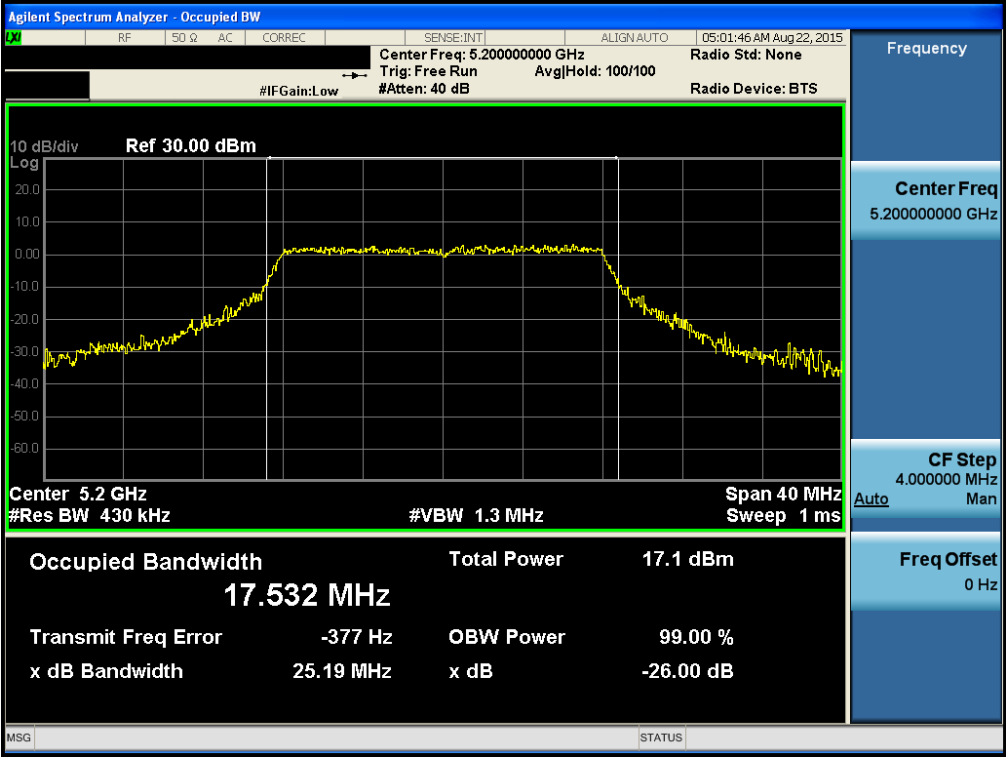 Agilent Spectrum Analyzer - Occupied BW
LXI RF 50 Ω AC CORREC SENSE:INT ALIGN AUTO 05:01:46 AM Aug 22, 2015
Center Freq: 5.200000000 GHz Radio Std: None
Trig: Free Run Avg|Hold: 100/100
#IFGain:Low #Atten: 40 dB Radio Device: BTS
10 dB/div Ref 30.00 dBm
Log
20.0
10.0
0.00
-10.0
-20.0
-30.0
-40.0
-50.0
-60.0
Center 5.2 GHz Span 40 MHz
#Res BW 430 kHz #VBW 1.3 MHz Sweep 1 ms
Occupied Bandwidth Total Power 17.1 dBm
17.532 MHz
Transmit Freq Error -377 Hz OBW Power 99.00 %
x dB Bandwidth 25.19 MHz x dB -26.00 dB
MSG STATUS
Frequency
Center Freq
5.200000000 GHz
CF Step
4.000000 MHz
Auto Man
Freq Offset
0 Hz